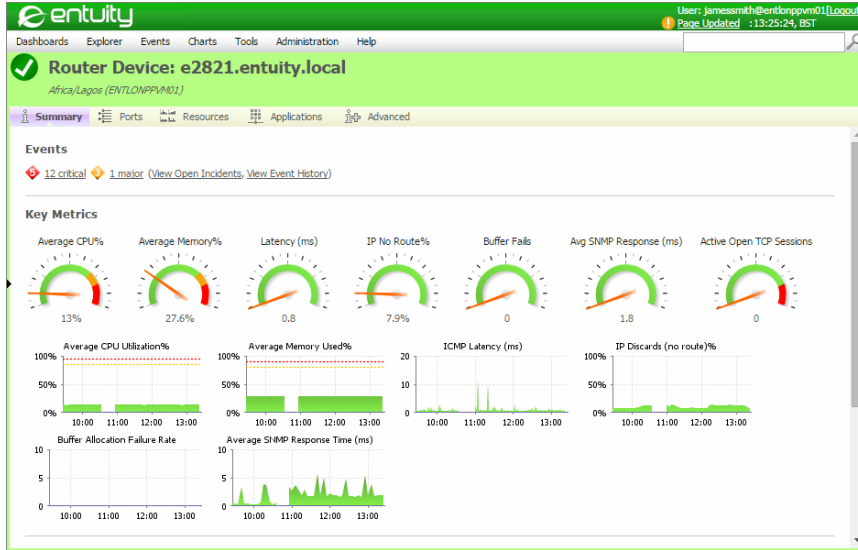 entuity
User: jamessmith@entlonppvm01[Logout
Page Updated :13:25:24, BST
Dashboards Explorer Events Charts Tools Administration Help
Router Device: e2821.entuity.local
Africa/Lagos (ENTLONPPVM01)
Summary Ports Resources Applications Advanced
Events
5 12 critical 3 1 major (View Open Incidents, View Event History)
Key Metrics
Average CPU% Average Memory% Latency (ms) IP No Route% Buffer Fails Avg SNMP Response (ms) Active Open TCP Sessions
13% 27.6% 0.8 7.9% 0 1.8 0
Average CPU Utilization% Average Memory Used% ICMP Latency (ms) IP Discards (no route)%
100% 100% 20 100%
50% 50% 10 50%
0% 0% 0 0%
10:00 11:00 12:00 13:00 10:00 11:00 12:00 13:00 10:00 11:00 12:00 13:00 10:00 11:00 12:00 13:00
Buffer Allocation Failure Rate Average SNMP Response Time (ms)
10 10
5 5
0 0
10:00 11:00 12:00 13:00 10:00 11:00 12:00 13:00